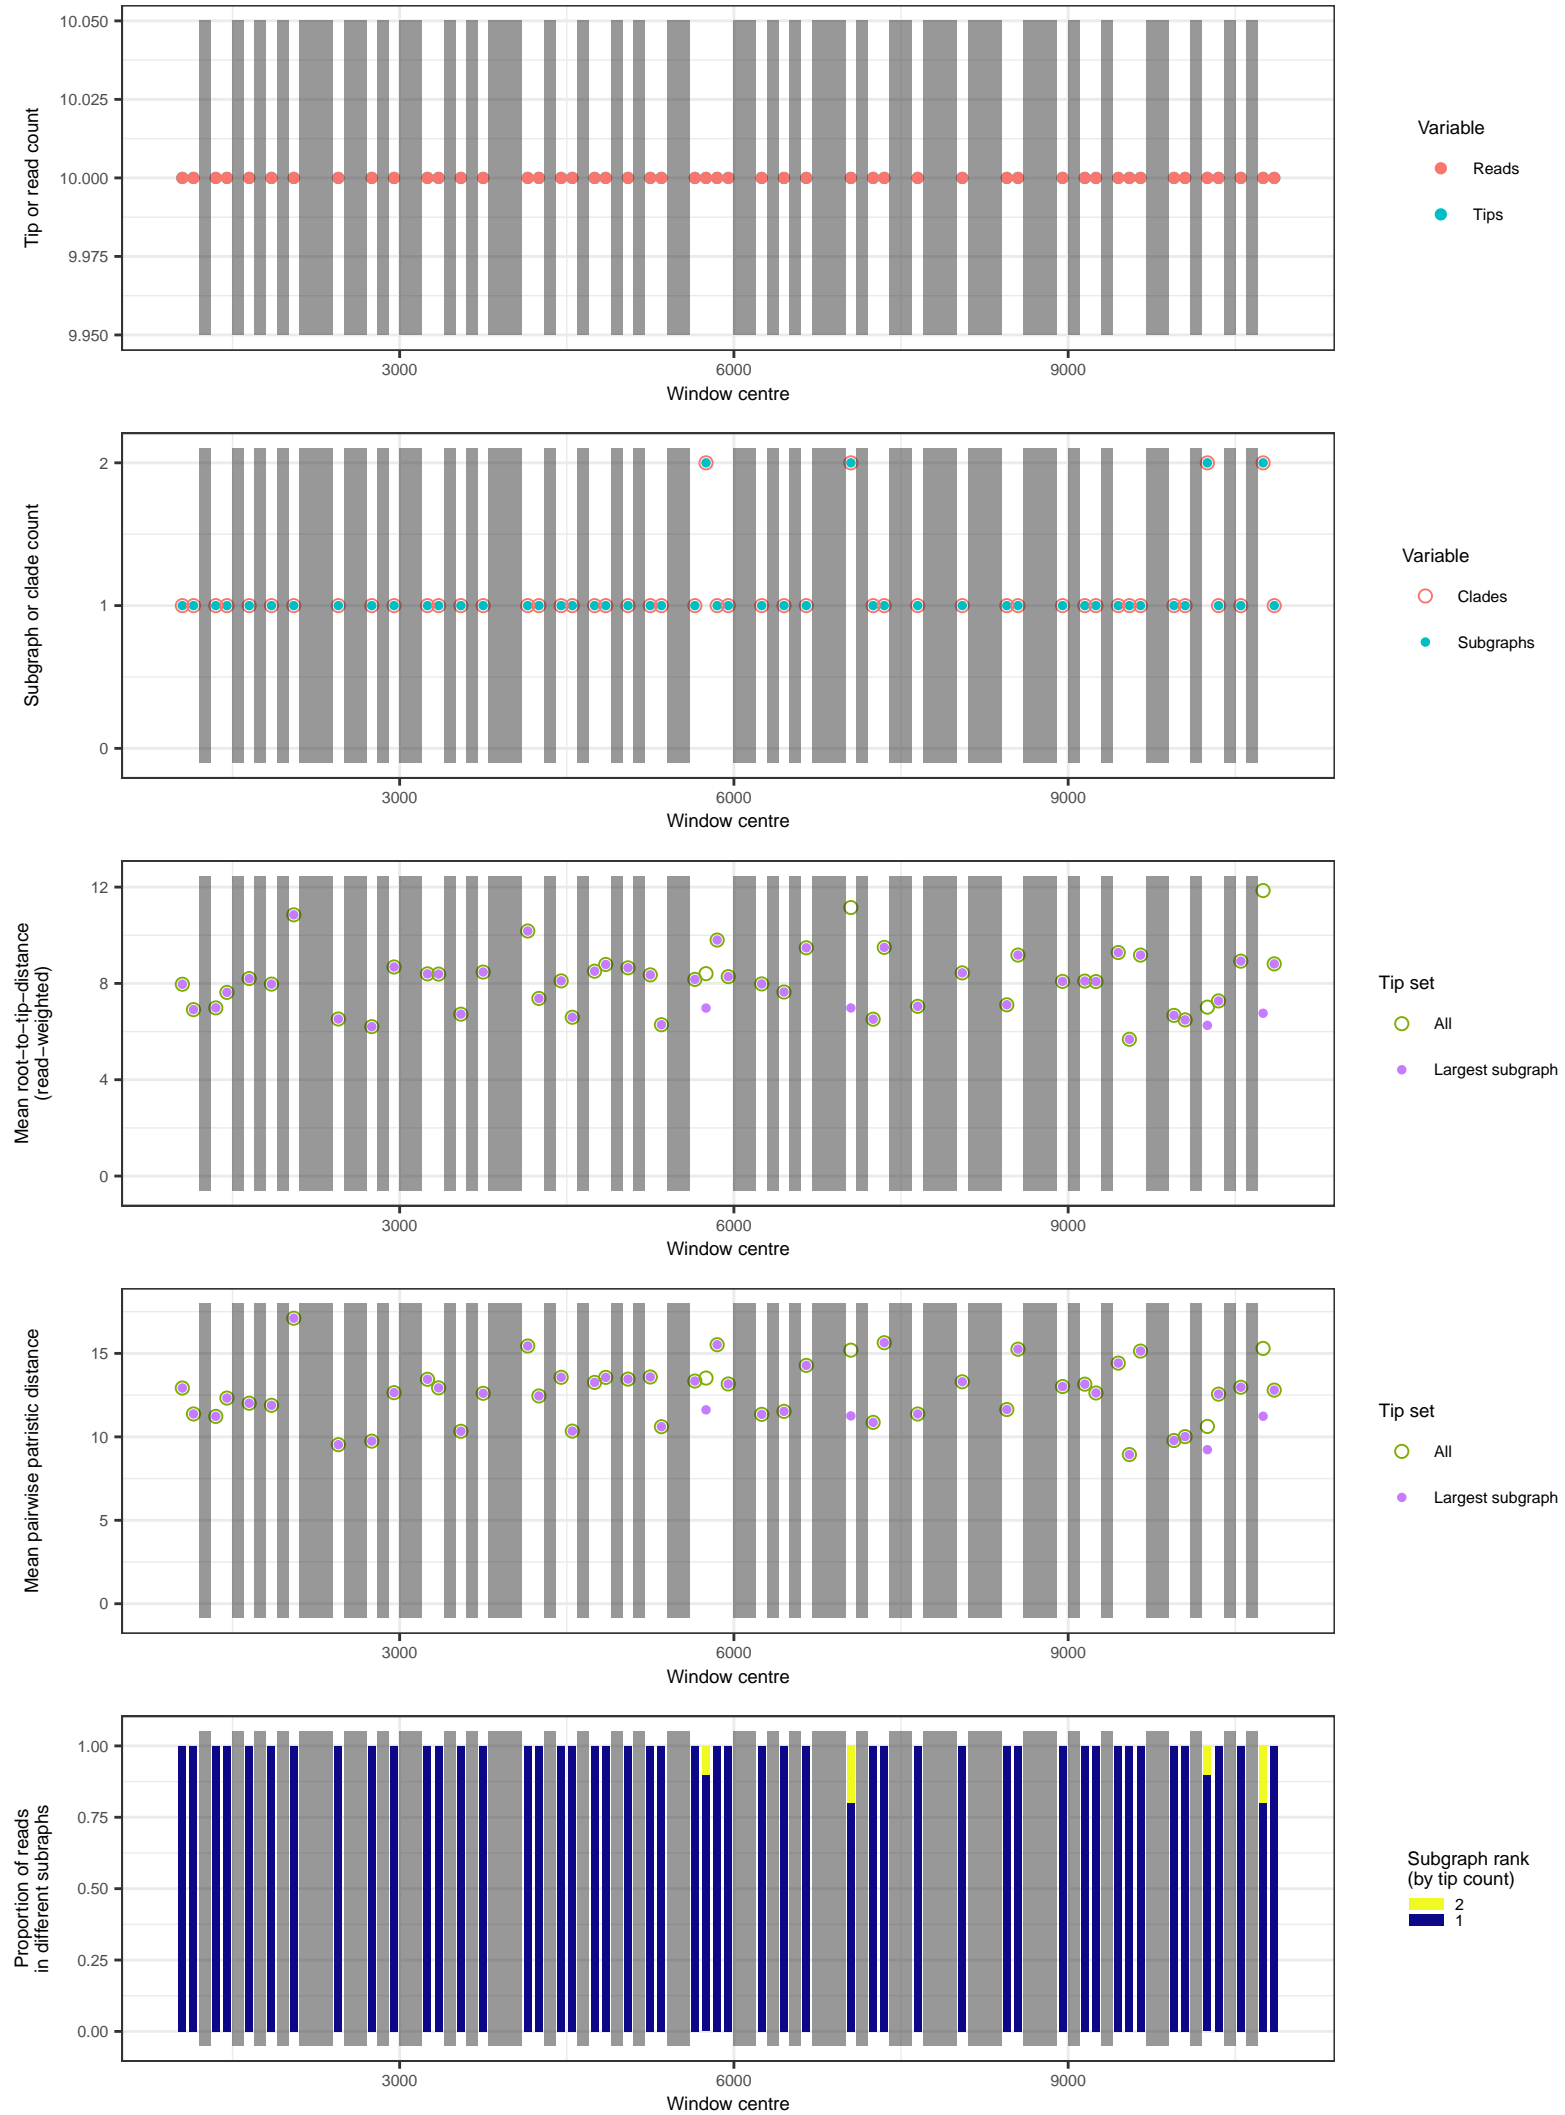 10.050
10.025
10.000
9.975
9.950
Tip or read count
3000
6000
9000
Window centre
Variable
Reads
Tips
2
1
0
Subgraph or clade count
3000
6000
9000
Window centre
Variable
Clades
Subgraphs
12
8
4
0
Mean root−to−tip−distance
(read−weighted)
3000
6000
9000
Window centre
Tip set
All
Largest subgraph
15
10
5
0
Mean pairwise patristic distance
3000
6000
9000
Window centre
Tip set
All
Largest subgraph
1.00
0.75
0.50
0.25
0.00
Proportion of reads
in different subraphs
3000
6000
9000
Window centre
Subgraph rank
(by tip count)
2
1